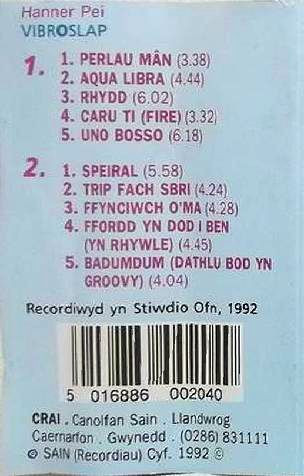 Hanner Pei
VIBROSLAP
1. 1. PERLAU MÂN (3.38)
2. AQUA LIBRA (4.44)
3. RHYDD (6.02)
4. CARU TI (FIRE) (3.32)
5. UNO BOSSO (6.18)
2. 1. SPEIRAL (5.58)
2. TRIP FACH SBRI (4.24)
3. FFYNCIWCH O'MA (4.28)
4. FFORDD YN DOD I BEN
(YN RHYWLE) (4.45)
5. BADUMDUM (DATHLU BOD YN
GROOVY) (4.04)
Recordiwyd yn Stiwdio Ofn, 1992
5 016886 002040
CRAI. Canolfan Sain. Llandwrog
Caernarfon. Gwynedd. (0286) 831111
℗ SAIN (Recordiau) Cyf. 1992 ©